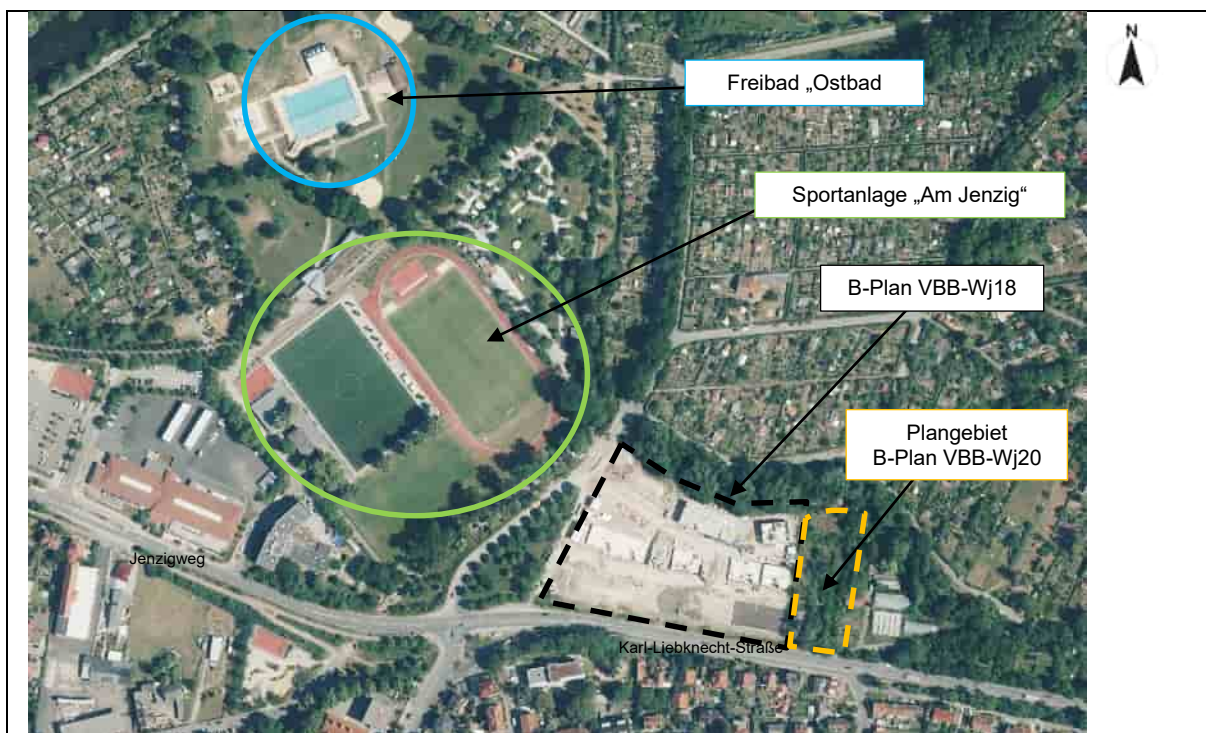 N
Freibad „Ostbad
Sportanlage „Am Jenzig“
B-Plan VBB-Wj18
Plangebiet
B-Plan VBB-Wj20
Jenzigweg
Karl-Liebknecht-Straße